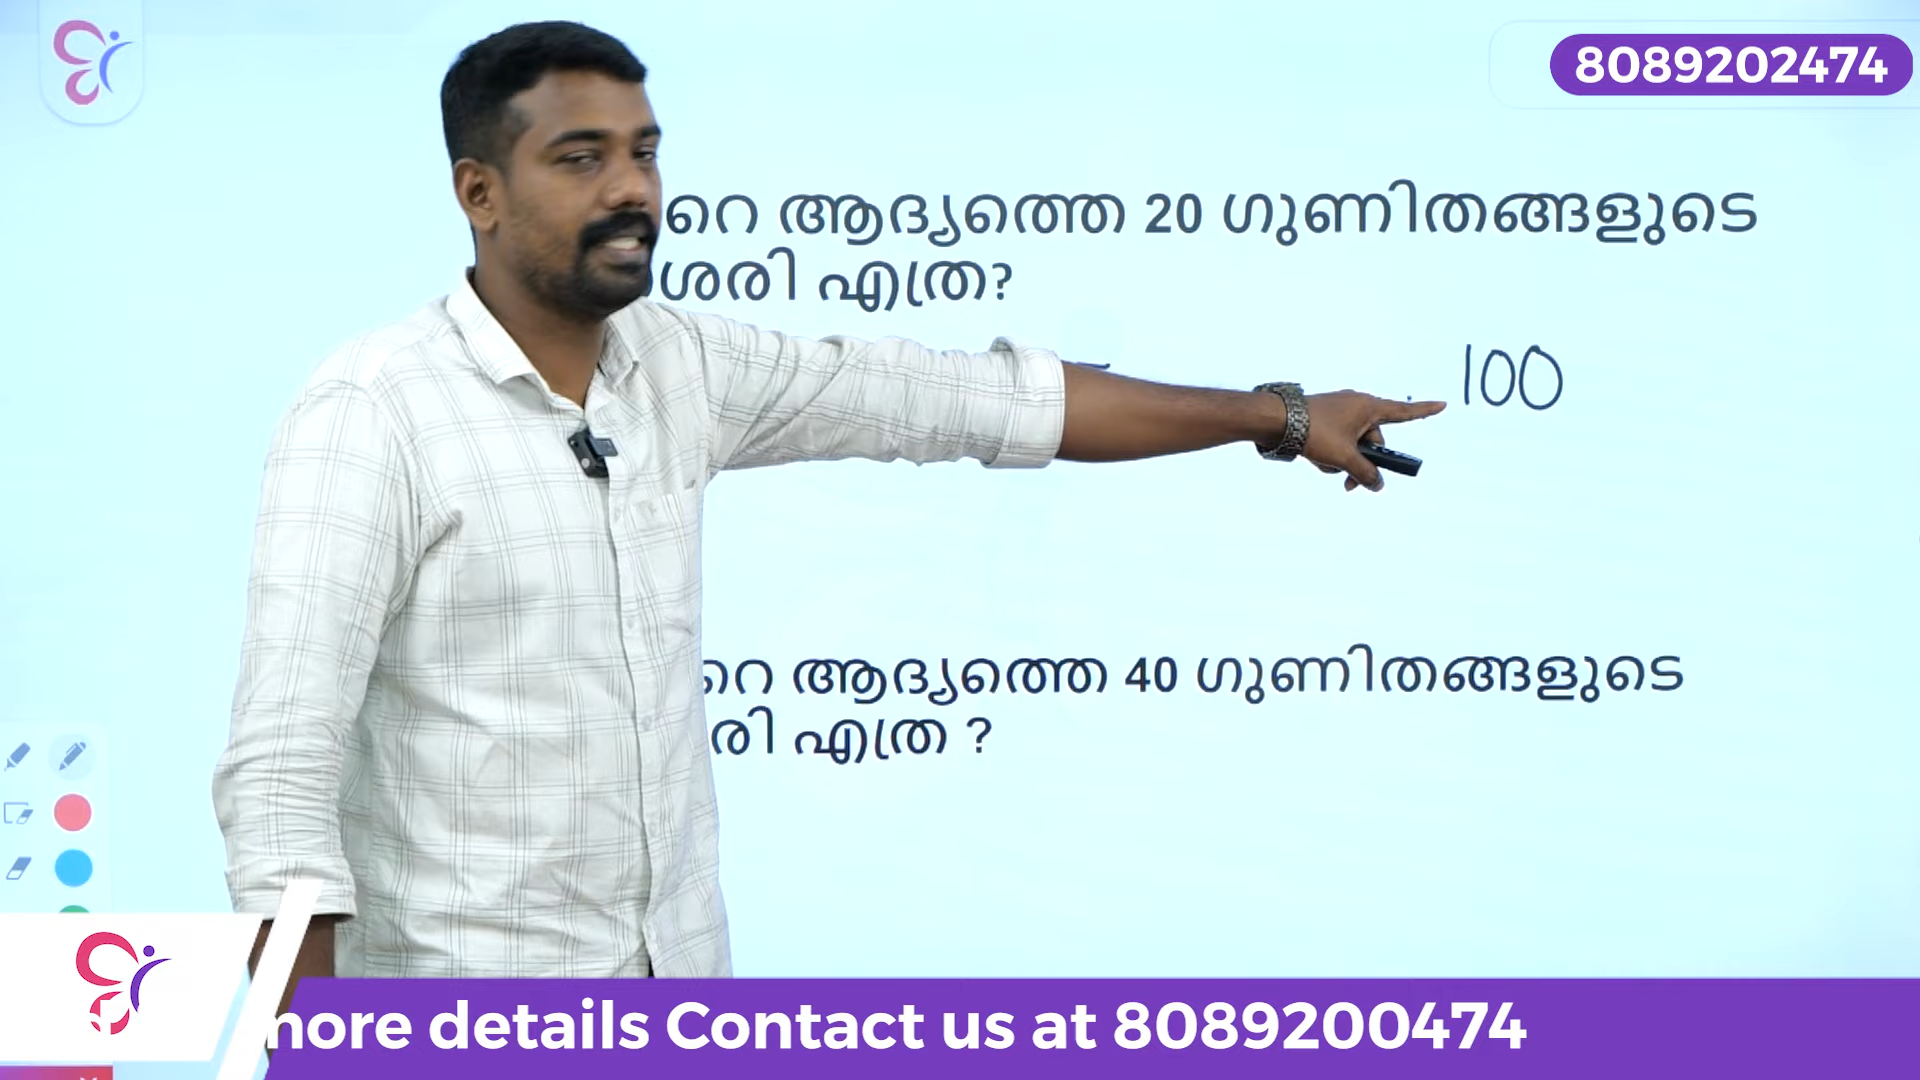 8089202474
റെ ആദ്യത്തെ 20 ഗുണിതങ്ങളുടെ
ശരി എത്ര?
100
റെ ആദ്യത്തെ 40 ഗുണിതങ്ങളുടെ
രി എത്ര ?
more details Contact us at 8089200474